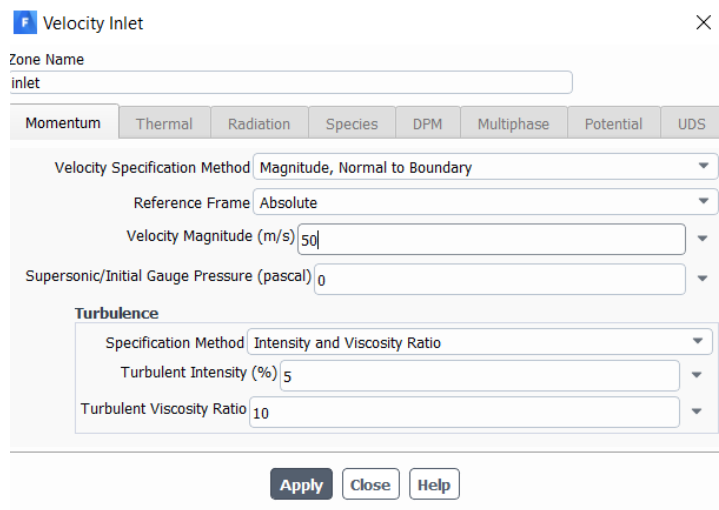 F Velocity Inlet
Zone Name
inlet
Momentum Thermal Radiation Species DPM Multiphase Potential UDS
Velocity Specification Method Magnitude, Normal to Boundary
Reference Frame Absolute
Velocity Magnitude (m/s) 50
Supersonic/Initial Gauge Pressure (pascal) 0
Turbulence
Specification Method Intensity and Viscosity Ratio
Turbulent Intensity (%) 5
Turbulent Viscosity Ratio 10
Apply Close Help